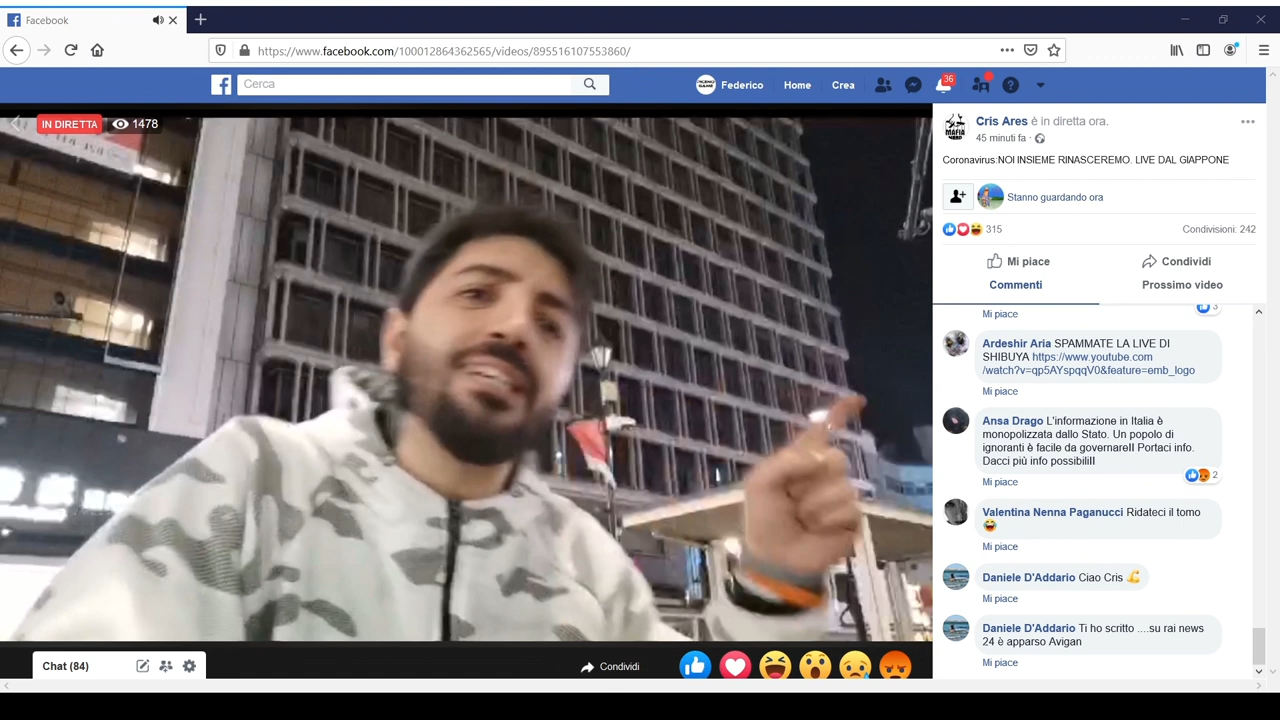 Facebook
https://www.facebook.com/100012864362565/videos/895516107553860/
Cerca
Federico
Home
Crea
36
IN DIRETTA
1478
MAFIA
Cris Ares è in diretta ora.
45 minuti fa ·
Coronavirus:NOI INSIEME RINASCEREMO. LIVE DAL GIAPPONE
Stanno guardando ora
315
Condivisioni: 242
Mi piace
Condividi
Commenti
Prossimo video
3
Mi piace
Ardeshir Aria SPAMMATE LA LIVE DI
SHIBUYA https://www.youtube.com
/watch?v=qp5AYspqqV0&feature=emb_logo
Mi piace
Ansa Drago L'informazione in Italia è
monopolizzata dallo Stato. Un popolo di
ignoranti è facile da governareII Portaci info.
Dacci più info possibiliII
2
Mi piace
Valentina Nenna Paganucci Ridateci il tomo
😂
Mi piace
Daniele D'Addario Ciao Cris 💪
Mi piace
Daniele D'Addario Ti ho scritto ....su rai news
24 è apparso Avigan
Mi piace
Chat (84)
Condividi